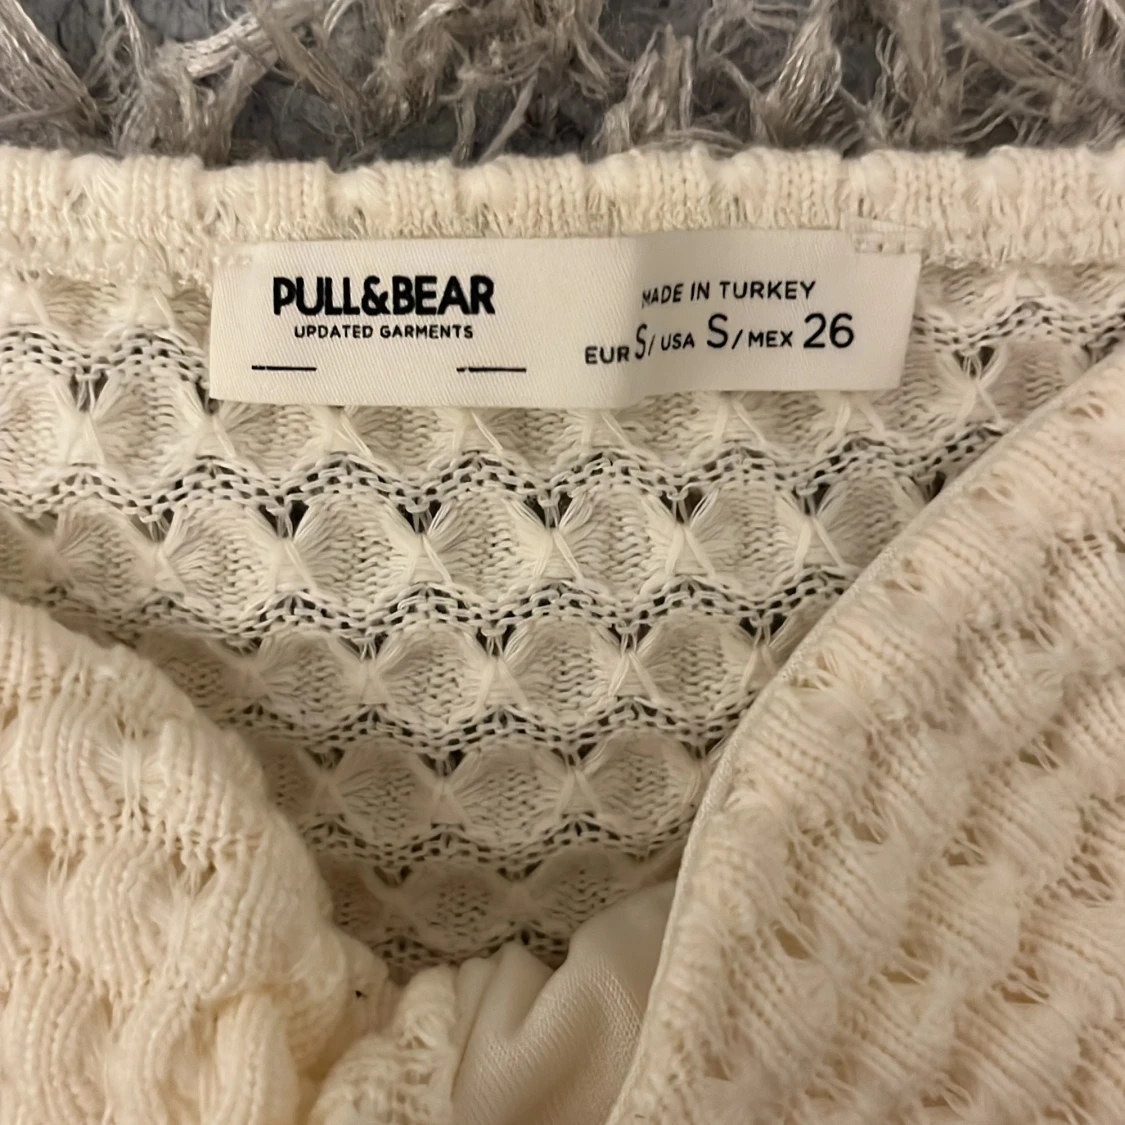 PULL&BEAR
UPDATED GARMENTS
MADE IN TURKEY
EUR S/ USA S/ MEX 26